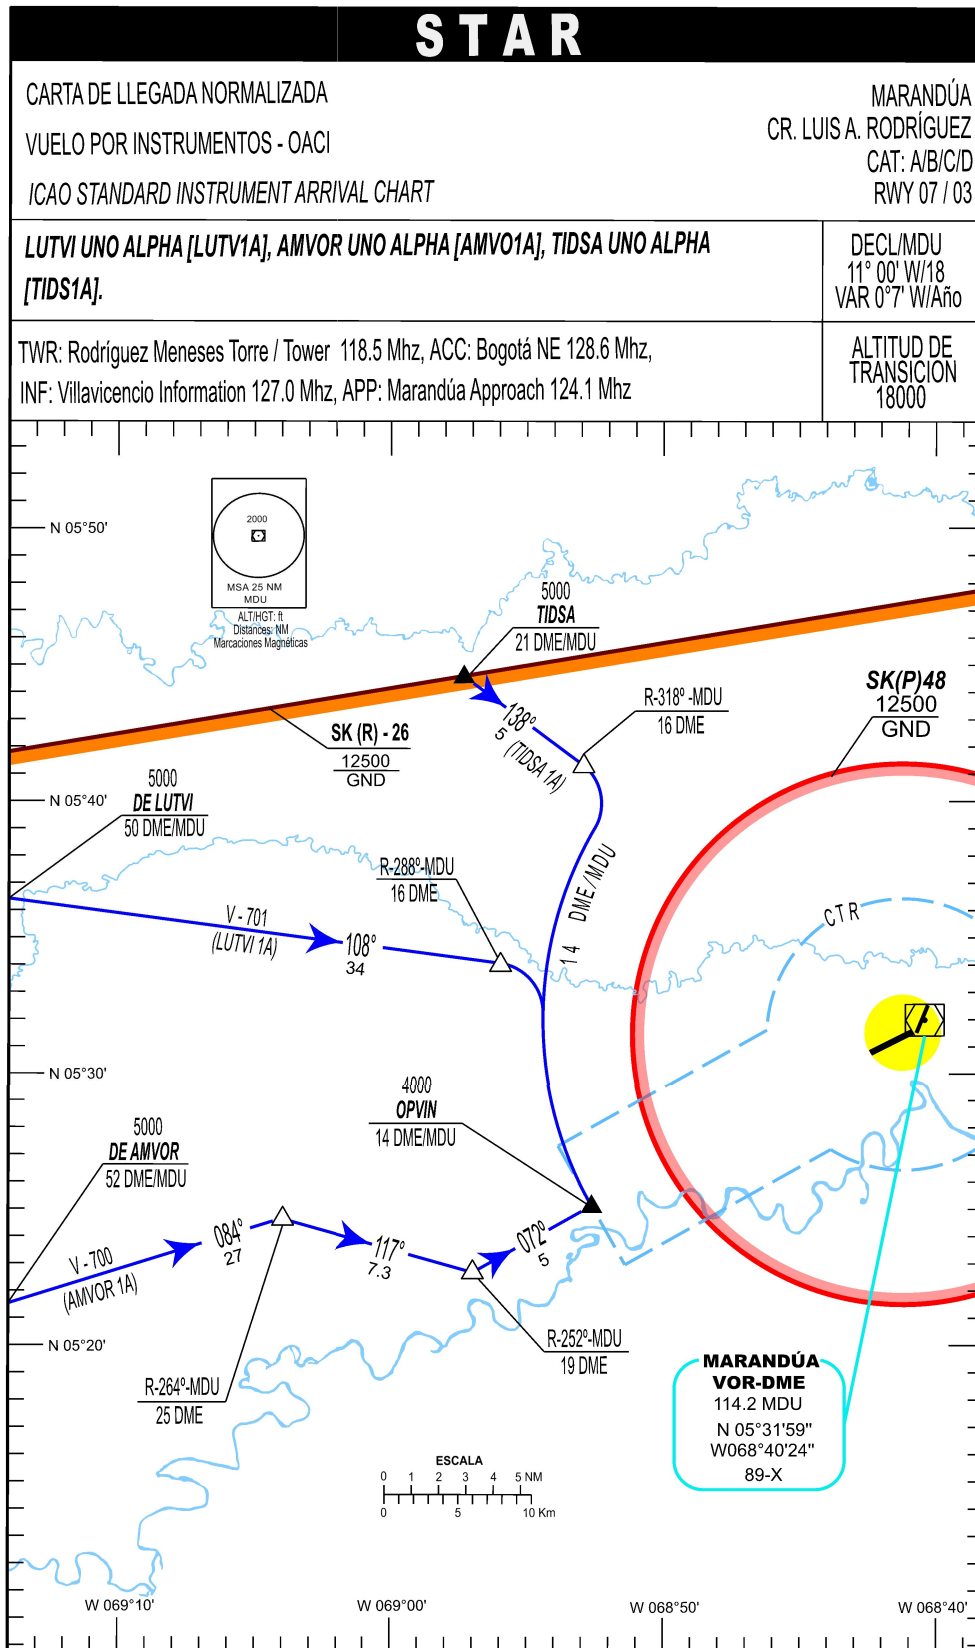 STAR
CARTA DE LLEGADA NORMALIZADA
VUELO POR INSTRUMENTOS - OACI
ICAO STANDARD INSTRUMENT ARRIVAL CHART
MARANDÚA
CR. LUIS A. RODRÍGUEZ
CAT: A/B/C/D
RWY 07 / 03
LUTVI UNO ALPHA [LUTV1A], AMVOR UNO ALPHA [AMVO1A], TIDSA UNO ALPHA
[TIDS1A].
DECL/MDU
11° 00' W/18
VAR 0°7' W/Año
TWR: Rodríguez Meneses Torre / Tower 118.5 Mhz, ACC: Bogotá NE 128.6 Mhz,
INF: Villavicencio Information 127.0 Mhz, APP: Marandúa Approach 124.1 Mhz
ALTITUD DE
TRANSICION
18000
N 05°50'
2000
MSA 25 NM
MDU
ALT/HGT: ft
Distances: NM
Marcaciones Magnéticas
5000
TIDSA
21 DME/MDU
SK(P)48
12500
GND
R-318º -MDU
16 DME
138°
5
(TIDSA 1A)
SK (R) - 26
12500
GND
5000
DE LUTVI
50 DME/MDU
N 05°40'
R-288º-MDU
16 DME
14 DME/MDU
CTR
V - 701
(LUTVI 1A)
108°
34
N 05°30'
4000
OPVIN
14 DME/MDU
5000
DE AMVOR
52 DME/MDU
V - 700
(AMVOR 1A)
084°
27
117°
7.3
072°
5
N 05°20'
R-252º-MDU
19 DME
R-264º-MDU
25 DME
MARANDÚA
VOR-DME
114.2 MDU
N 05°31'59"
W068°40'24"
89-X
ESCALA
0 1 2 3 4 5 NM
0 5 10 Km
W 069°10'
W 069°00'
W 068°50'
W 068°40'